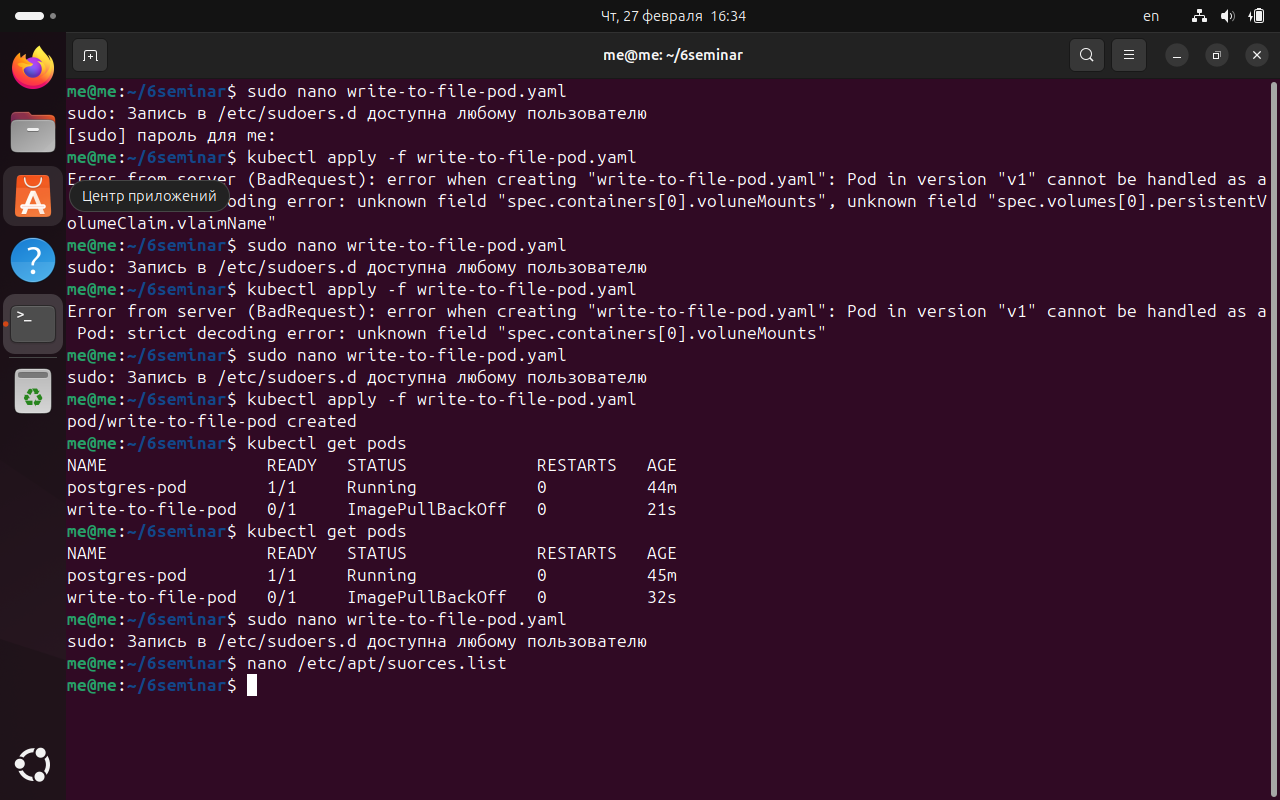 Чт, 27 февраля 16:34
en
me@me: ~/6seminar
me@me:~/6seminar$ sudo nano write-to-file-pod.yaml
sudo: Запись в /etc/sudoers.d доступна любому пользователю
[sudo] пароль для me:
me@me:~/6seminar$ kubectl apply -f write-to-file-pod.yaml
Error from server (BadRequest): error when creating "write-to-file-pod.yaml": Pod in version "v1" cannot be handled as a
Центр приложений
ding error: unknown field "spec.containers[0].voluneMounts", unknown field "spec.volumes[0].persistentV
olumeClaim.vlaimName"
me@me:~/6seminar$ sudo nano write-to-file-pod.yaml
sudo: Запись в /etc/sudoers.d доступна любому пользователю
me@me:~/6seminar$ kubectl apply -f write-to-file-pod.yaml
Error from server (BadRequest): error when creating "write-to-file-pod.yaml": Pod in version "v1" cannot be handled as a
Pod: strict decoding error: unknown field "spec.containers[0].voluneMounts"
me@me:~/6seminar$ sudo nano write-to-file-pod.yaml
sudo: Запись в /etc/sudoers.d доступна любому пользователю
me@me:~/6seminar$ kubectl apply -f write-to-file-pod.yaml
pod/write-to-file-pod created
me@me:~/6seminar$ kubectl get pods
NAME READY STATUS RESTARTS AGE
postgres-pod 1/1 Running 0 44m
write-to-file-pod 0/1 ImagePullBackOff 0 21s
me@me:~/6seminar$ kubectl get pods
NAME READY STATUS RESTARTS AGE
postgres-pod 1/1 Running 0 45m
write-to-file-pod 0/1 ImagePullBackOff 0 32s
me@me:~/6seminar$ sudo nano write-to-file-pod.yaml
sudo: Запись в /etc/sudoers.d доступна любому пользователю
me@me:~/6seminar$ nano /etc/apt/suorces.list
me@me:~/6seminar$